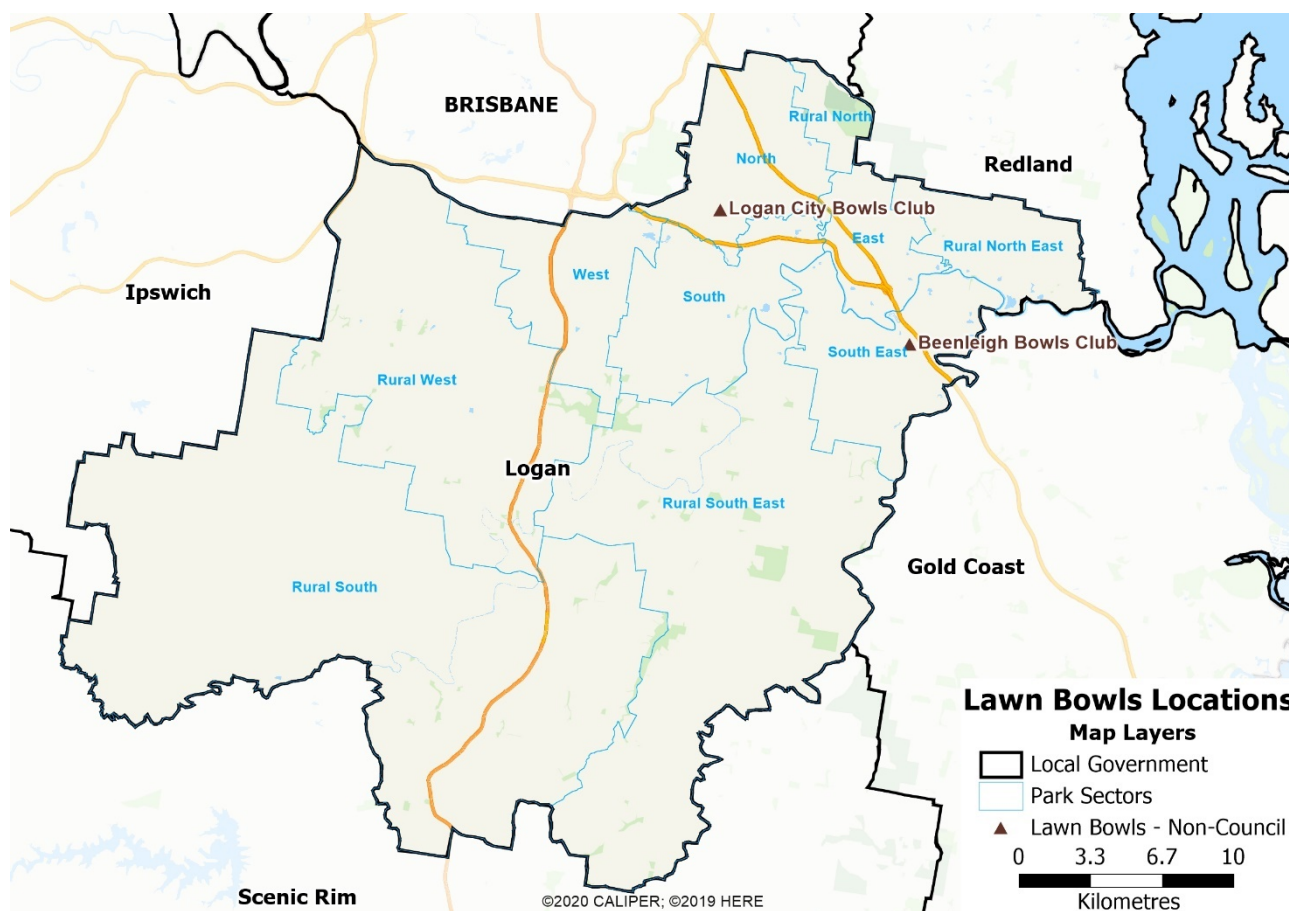 BRISBANE
Rural North
North
Redland
Logan City Bowls Club
East
Rural North East
West
Ipswich
South
Beenleigh Bowls Club
South East
Rural West
Logan
Rural South East
Gold Coast
Rural South
Lawn Bowls Locations
Map Layers
Local Government
Park Sectors
Lawn Bowls - Non-Council
0 3.3 6.7 10
Kilometres
Scenic Rim
©2020 CALIPER; ©2019 HERE